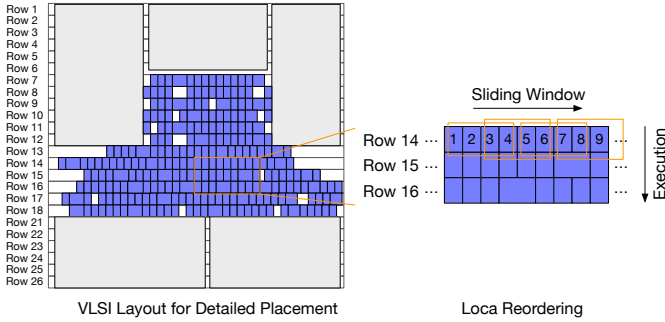 Row 1
Row 2
Row 3
Row 4
Row 5
Row 6
Row 7
Row 8
Row 9
Row 10
Row 11
Row 12
Row 13
Row 14
Row 15
Row 16
Row 17
Row 18
Row 21
Row 22
Row 23
Row 24
Row 25
Row 26
VLSI Layout for Detailed Placement
Sliding Window
Row 14 ··· 1 2 3 4 5 6 7 8 9 ···
Row 15 ··· ···
Row 16 ··· ···
Execution
Loca Reordering